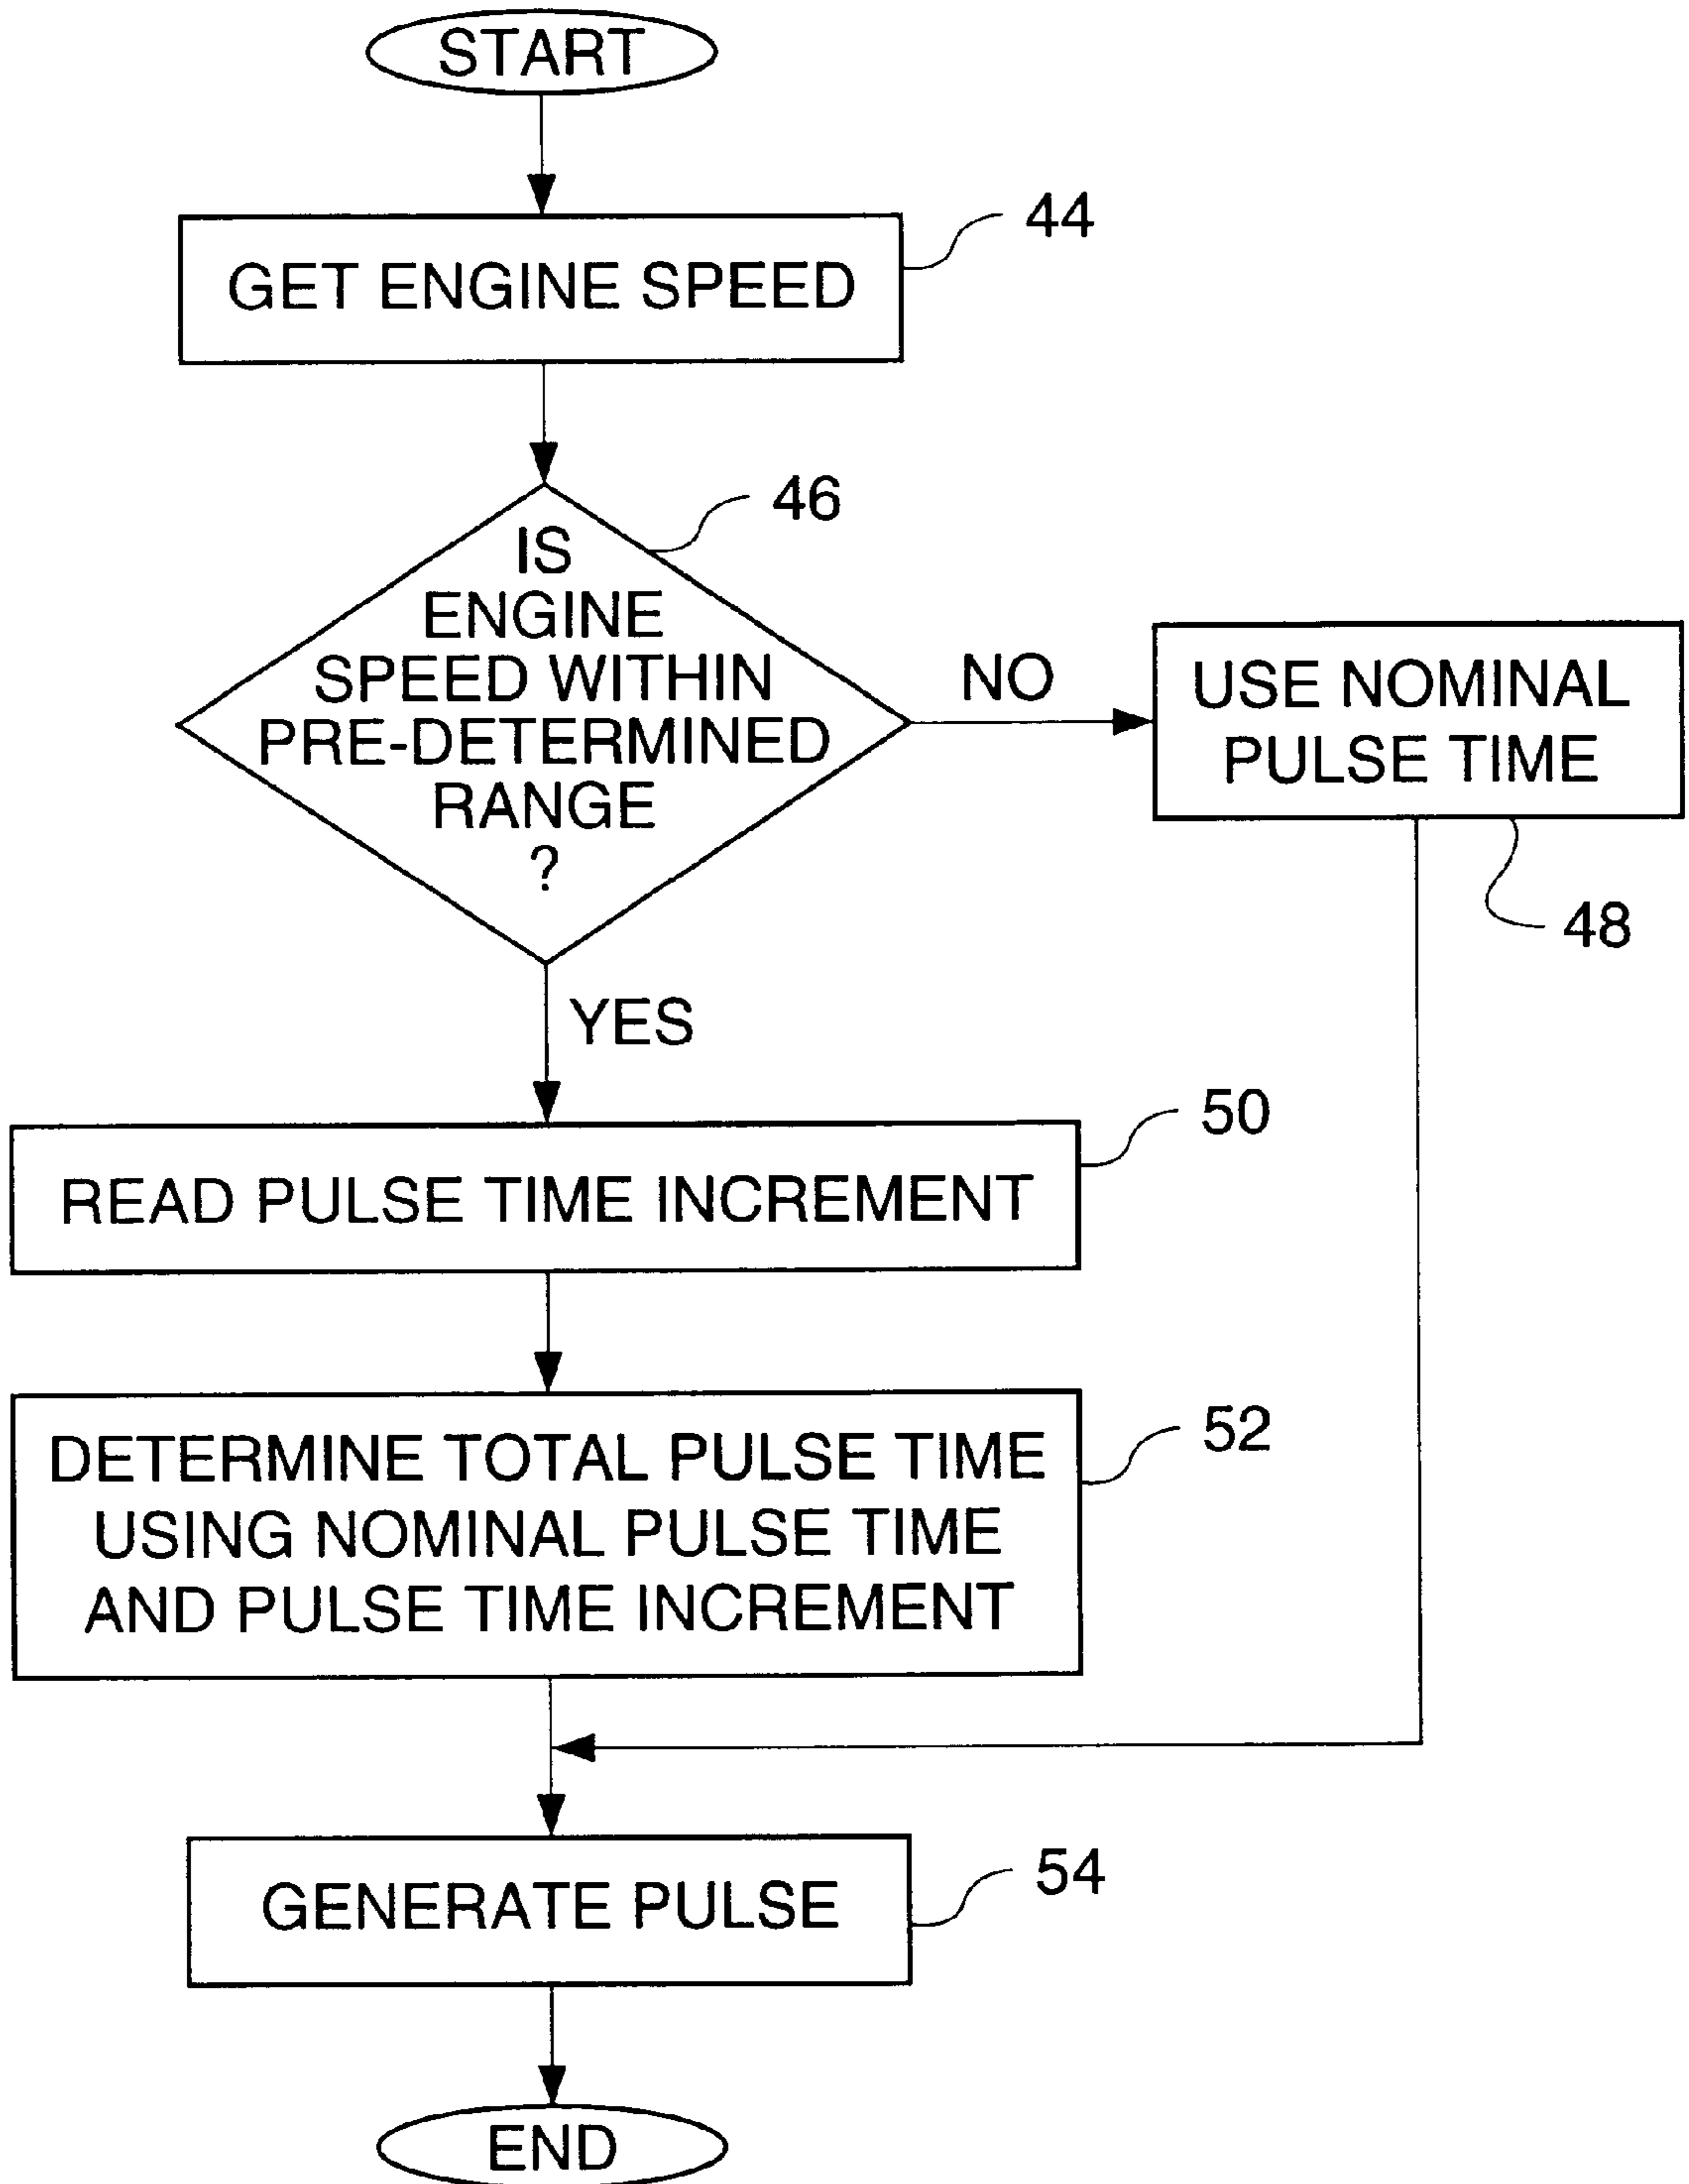 START
GET ENGINE SPEED
44
IS
ENGINE
SPEED WITHIN
PRE-DETERMINED
RANGE
?
46
NO
USE NOMINAL
PULSE TIME
48
YES
READ PULSE TIME INCREMENT
50
DETERMINE TOTAL PULSE TIME
USING NOMINAL PULSE TIME
AND PULSE TIME INCREMENT
52
GENERATE PULSE
54
END